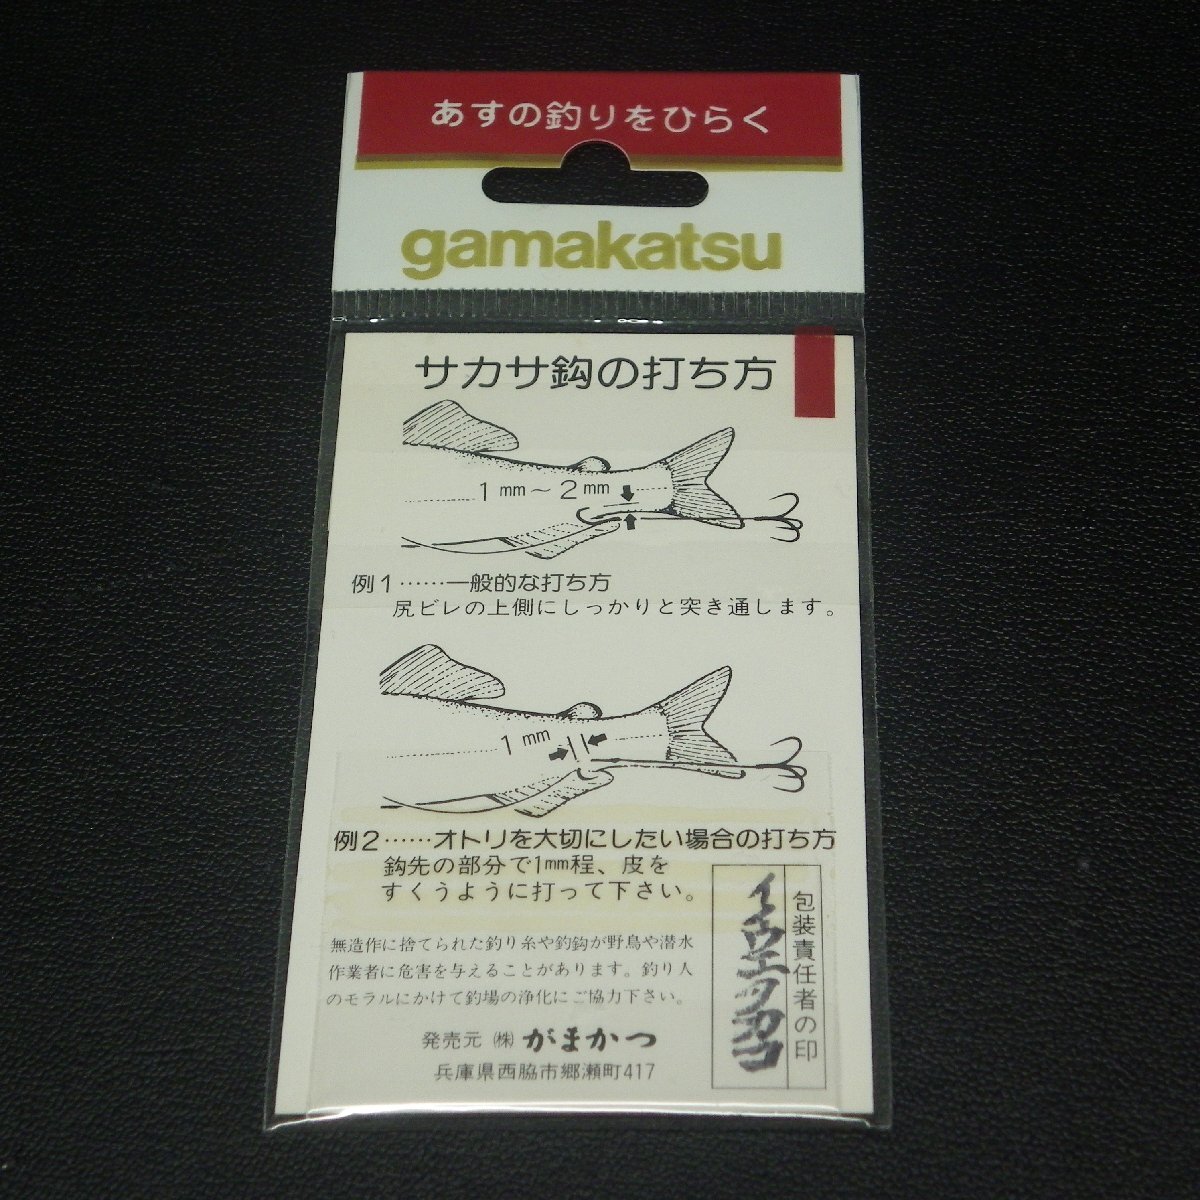 あすの釣りをひらく
gamakatsu
サカサ鈎の打ち方
1mm～2mm
例1……一般的な打ち方
尻ビレの上側にしっかりと突き通します。
1mm
例2……オトリを大切にしたい場合の打ち方
鈎先の部分で1mm程、皮を
すくうように打って下さい。
無造作に捨てられた釣り糸や釣鈎が野鳥や潜水
作業者に危害を与えることがあります。釣り人
のモラルにかけて釣場の浄化にご協力下さい。
発売元 ㈱ がまかつ
兵庫県西脇市郷瀬町417
包装責任者の印